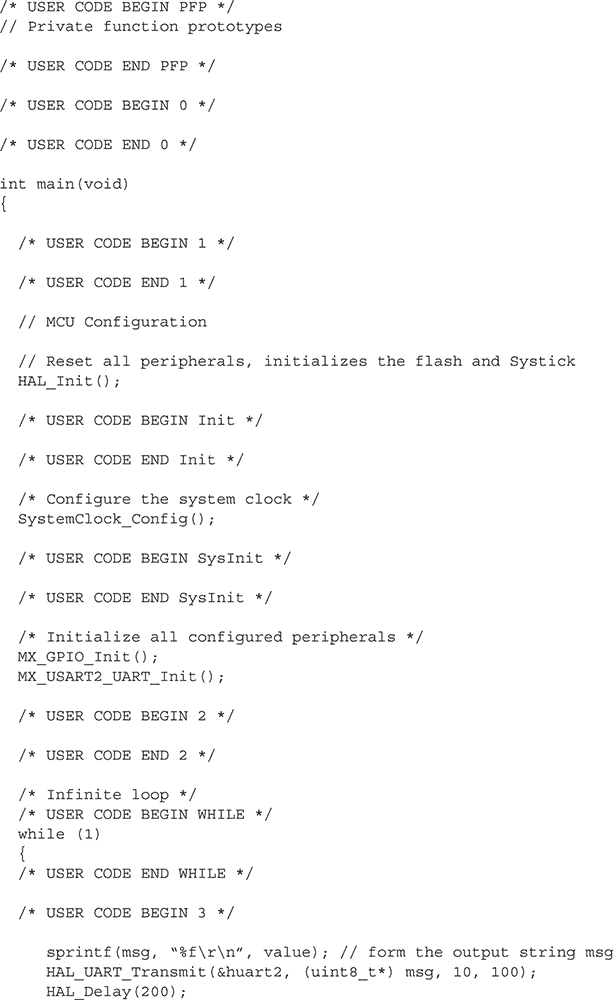 /* USER CODE BEGIN PFP */
// Private function prototypes
/* USER CODE END PFP */
/* USER CODE BEGIN 0 */
/* USER CODE END 0 */
int main(void)
{
/* USER CODE BEGIN 1 */
/* USER CODE END 1 */
// MCU Configuration
// Reset all peripherals, initializes the flash and Systick
HAL_Init();
/* USER CODE BEGIN Init */
/* USER CODE END Init */
/* Configure the system clock */
SystemClock_Config();
/* USER CODE BEGIN SysInit */
/* USER CODE END SysInit */
/* Initialize all configured peripherals */
MX_GPIO_Init();
MX_USART2_UART_Init();
/* USER CODE BEGIN 2 */
/* USER CODE END 2 */
/* Infinite loop */
/* USER CODE BEGIN WHILE */
while (1)
{
/* USER CODE END WHILE */
/* USER CODE BEGIN 3 */
sprintf(msg, “%f\r\n”, value); // form the output string msg
HAL_UART_Transmit(&huart2, (uint8_t*) msg, 10, 100);
HAL_Delay(200);